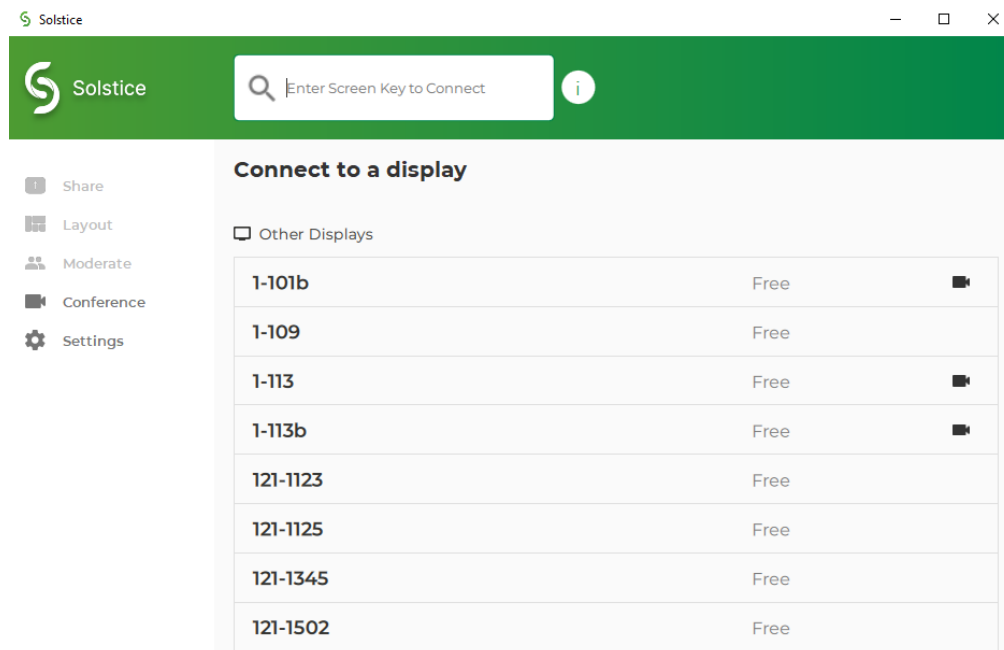 Solstice
Solstice
Enter Screen Key to Connect
i
Connect to a display
Share
Layout
Moderate
Conference
Settings
Other Displays
1-101b Free
1-109 Free
1-113 Free
1-113b Free
121-1123 Free
121-1125 Free
121-1345 Free
121-1502 Free